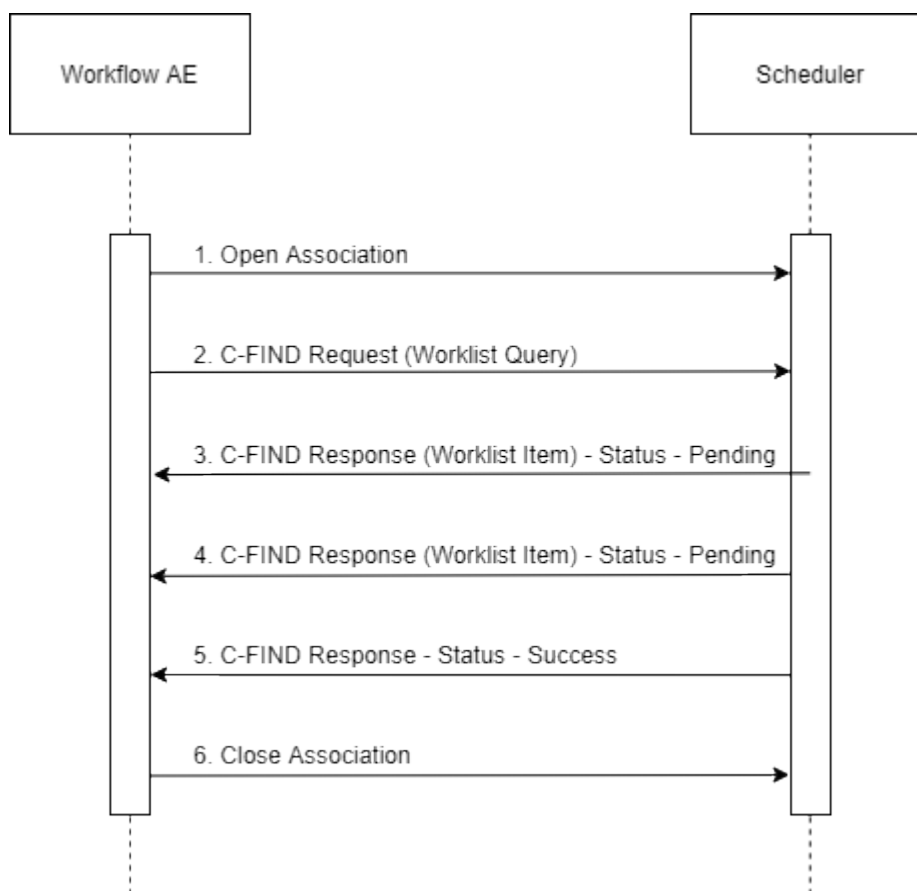 Workflow AE
Scheduler
1. Open Association
2. C-FIND Request (Worklist Query)
3. C-FIND Response (Worklist Item) - Status - Pending
4. C-FIND Response (Worklist Item) - Status - Pending
5. C-FIND Response - Status - Success
6. Close Association